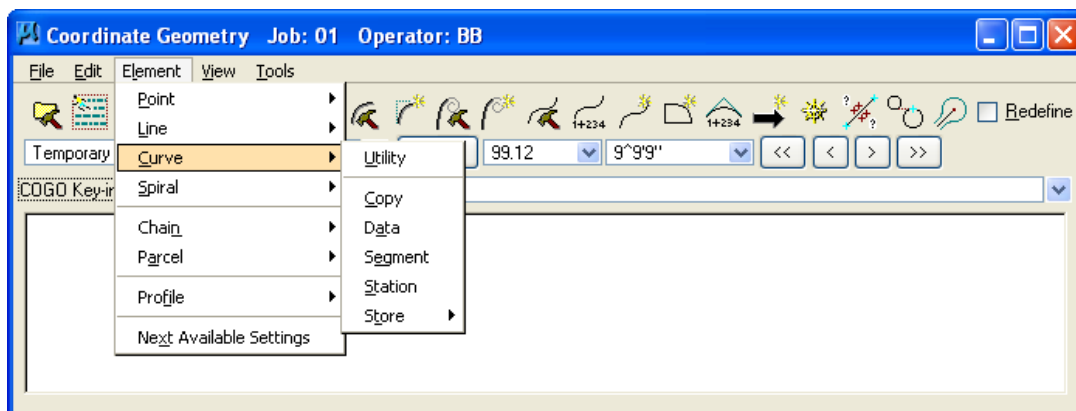 Coordinate Geometry Job: 01 Operator: BB
File Edit Element View Tools
1+234 1+234 Redefine
Temporary 99.12 9^9'9" << < > >>
COGO Key-in
Point
Line
Curve
Spiral
Chain
Parcel
Profile
Next Available Settings
Utility
Copy
Data
Segment
Station
Store